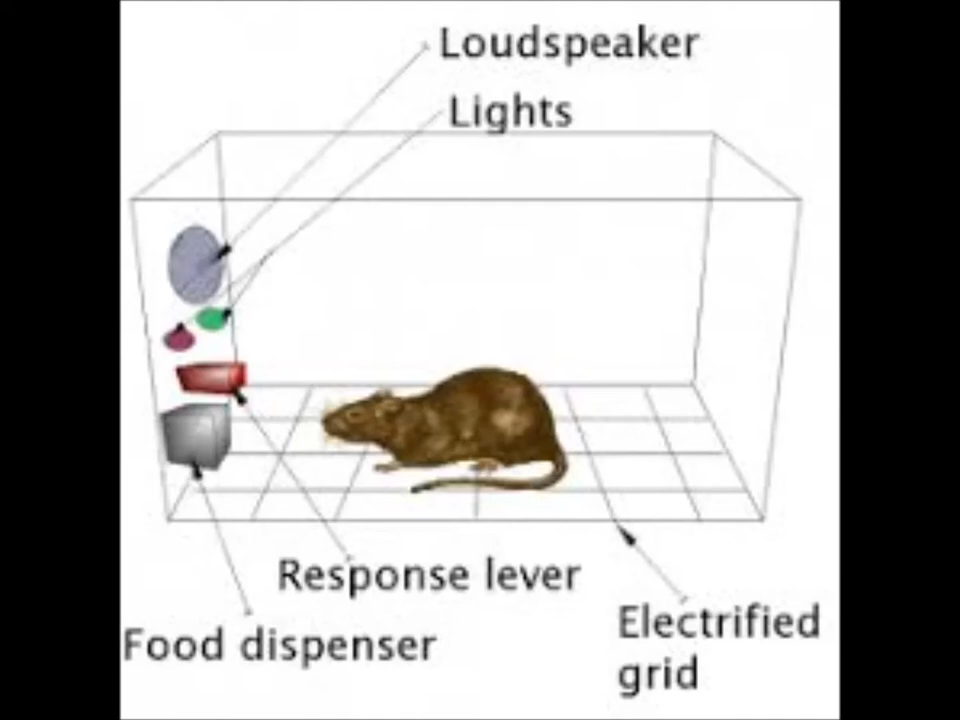 Loudspeaker
Lights
Response lever
Food dispenser
Electrified
grid